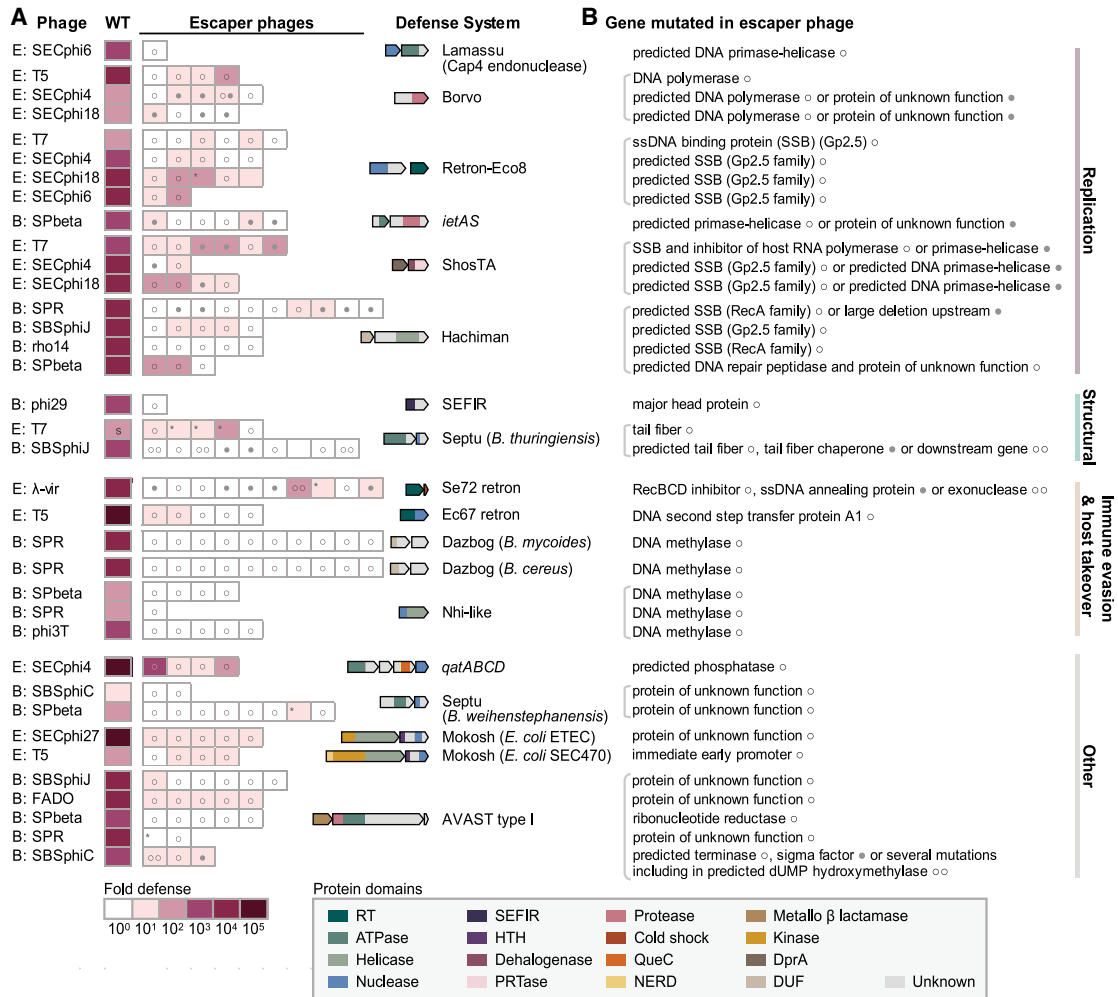 A Phage WT Escaper phages Defense System B Gene mutated in escaper phage
E: SECphi6 Lamassu predicted DNA primase-helicase ○
(Cap4 endonuclease)
E: T5 DNA polymerase ○
E: SECphi4 Borvo predicted DNA polymerase ○ or protein of unknown function ●
E: SECphi18 predicted DNA polymerase ○ or protein of unknown function ●
E: T7 ssDNA binding protein (SSB) (Gp2.5) ○
E: SECphi4 Retron-Eco8 predicted SSB (Gp2.5 family) ○
E: SECphi18 * predicted SSB (Gp2.5 family) ○
E: SECphi6 predicted SSB (Gp2.5 family) ○
B: SPbeta ietAS predicted primase-helicase ○ or protein of unknown function ●
E: T7 SSB and inhibitor of host RNA polymerase ○ or primase-helicase ●
E: SECphi4 ShosTA predicted SSB (Gp2.5 family) ○ or predicted DNA primase-helicase ●
E: SECphi18 predicted SSB (Gp2.5 family) ○ or predicted DNA primase-helicase ●
B: SPR predicted SSB (RecA family) ○ or large deletion upstream ●
B: SBSphiJ Hachiman predicted SSB (Gp2.5 family) ○
B: rho14 predicted SSB (RecA family) ○
B: SPbeta predicted DNA repair peptidase and protein of unknown function ○
Replication
B: phi29 SEFIR major head protein ○
E: T7 s * * * Septu (B. thuringiensis) tail fiber ○
B: SBSphiJ predicted tail fiber ○, tail fiber chaperone ● or downstream gene ○○
Structural
E: λ-vir * Se72 retron RecBCD inhibitor ○, ssDNA annealing protein ● or exonuclease ○○
E: T5 Ec67 retron DNA second step transfer protein A1 ○
B: SPR Dazbog (B. mycoides) DNA methylase ○
B: SPR Dazbog (B. cereus) DNA methylase ○
B: SPbeta DNA methylase ○
B: SPR Nhi-like DNA methylase ○
B: phi3T DNA methylase ○
Immune evasion
& host takeover
E: SECphi4 qatABCD predicted phosphatase ○
B: SBSphiC Septu protein of unknown function ○
B: SPbeta * (B. weihenstephanensis) protein of unknown function ○
E: SECphi27 Mokosh (E. coli ETEC) protein of unknown function ○
E: T5 Mokosh (E. coli SEC470) immediate early promoter ○
B: SBSphiJ protein of unknown function ○
B: FADO protein of unknown function ○
B: SPbeta AVAST type I ribonucleotide reductase ○
B: SPR * protein of unknown function ○
B: SBSphiC predicted terminase ○, sigma factor ● or several mutations
including in predicted dUMP hydroxymethylase ○○
Other
Fold defense
10⁰ 10¹ 10² 10³ 10⁴ 10⁵
Protein domains
RT SEFIR Protease Metallo β lactamase
ATPase HTH Cold shock Kinase
Helicase Dehalogenase QueC DprA
Nuclease PRTase NERD DUF Unknown